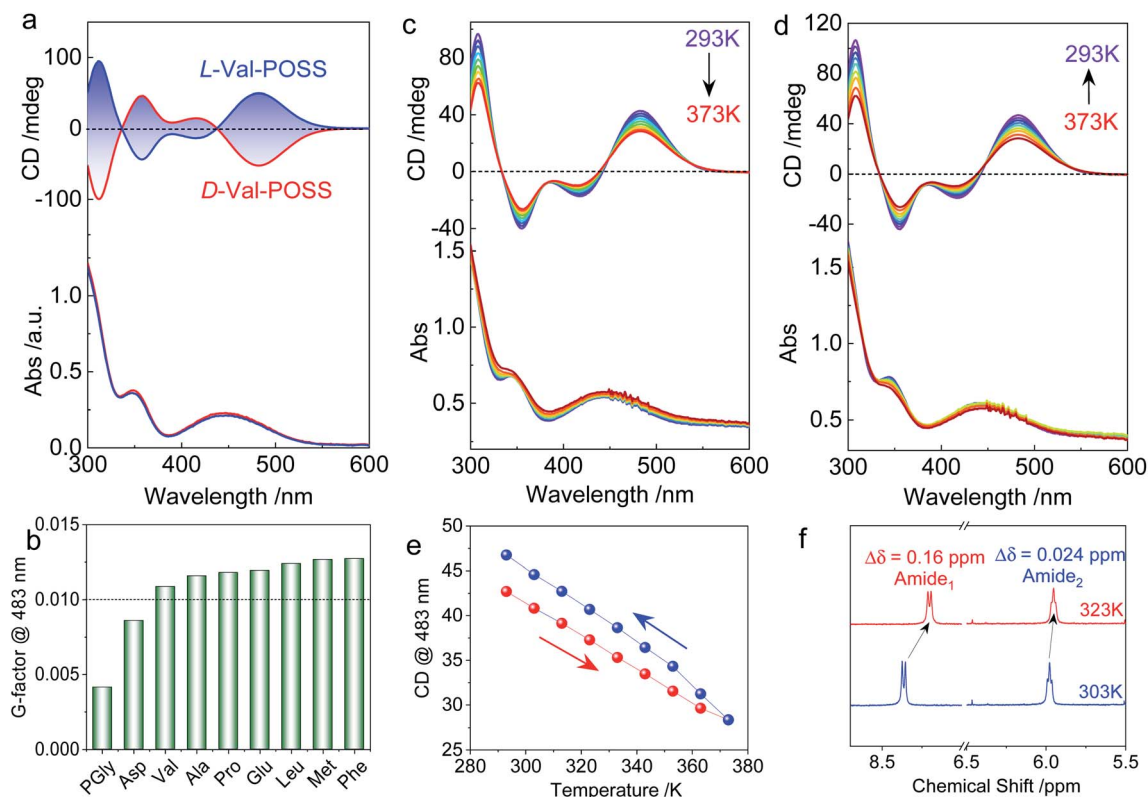 a
100
0
-100
CD /mdeg
L-Val-POSS
D-Val-POSS
1.0
0.5
0.0
Abs /a.u.
300 400 500 600
Wavelength /nm
c
80
40
0
-40
CD /mdeg
293K
373K
1.5
1.0
0.5
Abs
300 400 500 600
Wavelength /nm
d
120
80
40
0
-40
CD /mdeg
293K
373K
1.5
1.0
0.5
Abs
300 400 500 600
Wavelength /nm
b
0.015
0.010
0.005
0.000
G-factor @ 483 nm
PGly Asp Val Ala Pro Glu Leu Met Phe
e
50
45
40
35
30
25
CD @ 483 nm
280 300 320 340 360 380
Temperature /K
f
Δδ = 0.16 ppm
Amide1
Δδ = 0.024 ppm
Amide2
323K
303K
8.5 6.5 6.0 5.5
Chemical Shift /ppm